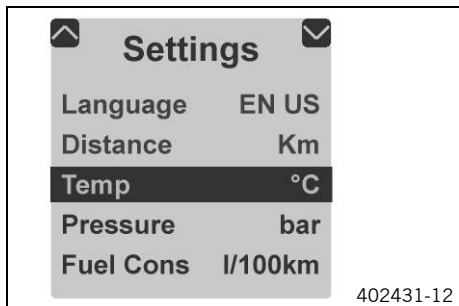 Settings
Language EN US
Distance Km
Temp °C
Pressure bar
Fuel Cons l/100km
402431-12